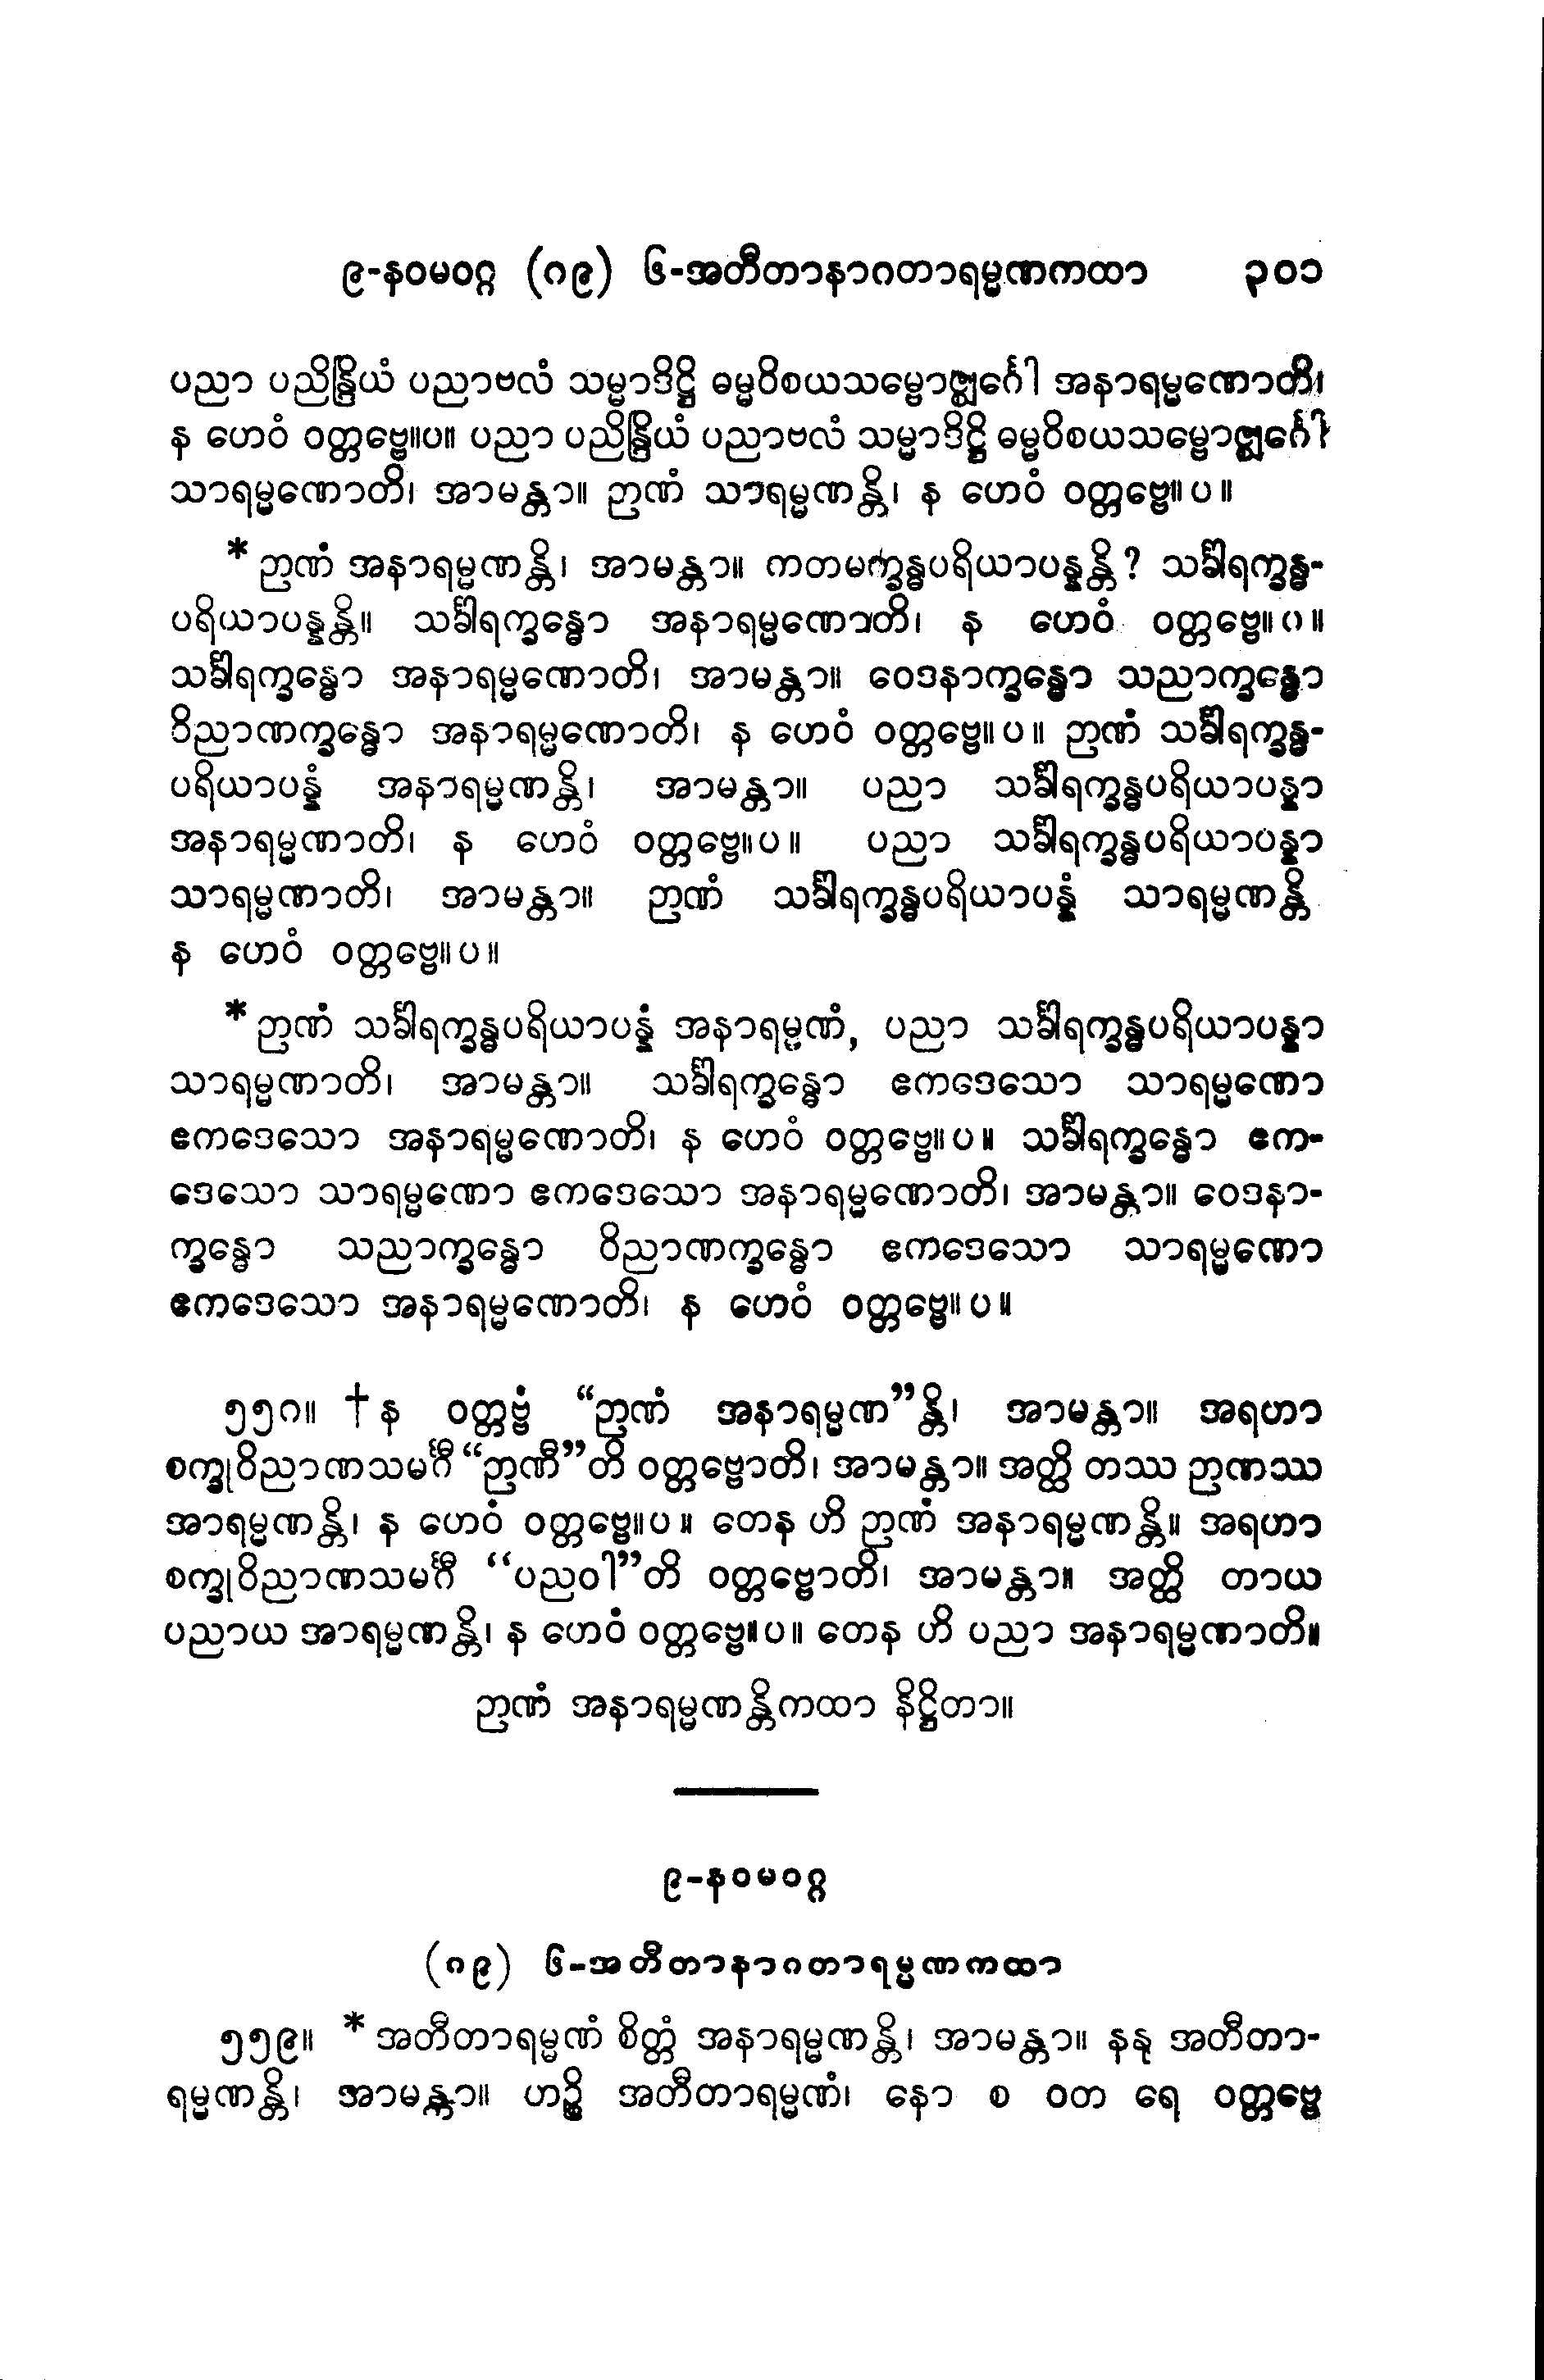 ၉-နဝမဝဂ္ဂ (ဂ၉) ၆-အတီတာနာဂတာရမ္မဏကထာ ၃၀၁
ပညာ ပညိန္ဒြိယံ ပညာဗလံ သမ္မာဒိဋ္ဌိ ဓမ္မဝိစယသမ္ဗောဇ္ဈင်္ဂေါ အနာရမ္မဏောတိ၊
န ဟေဝံ ဝတ္တဗ္ဗေ။ပ။ ပညာ ပညိန္ဒြိယံ ပညာဗလံ သမ္မာဒိဋ္ဌိ ဓမ္မဝိစယသမ္ဗောဇ္ဈင်္ဂေါ
သာရမ္မဏောတိ၊ အာမန္တာ။ ဉာဏံ သာရမ္မဏန္တိ၊ န ဟေဝံ ဝတ္တဗ္ဗေ။ပ။
* ဉာဏံ အနာရမ္မဏန္တိ၊ အာမန္တာ။ ကတမက္ခန္ဓပရိယာပန္နန္တိ? သင်္ခါရက္ခန္ဓ-
ပရိယာပန္နန္တိ။ သင်္ခါရက္ခန္ဓော အနာရမ္မဏောတိ၊ န ဟေဝံ ဝတ္တဗ္ဗေ။ပ။
သင်္ခါရက္ခန္ဓော အနာရမ္မဏောတိ၊ အာမန္တာ။ ဝေဒနာက္ခန္ဓော သညာက္ခန္ဓော
ဝိညာဏက္ခန္ဓော အနာရမ္မဏောတိ၊ န ဟေဝံ ဝတ္တဗ္ဗေ။ပ။ ဉာဏံ သင်္ခါရက္ခန္ဓ-
ပရိယာပန္နံ အနာရမ္မဏန္တိ၊ အာမန္တာ။ ပညာ သင်္ခါရက္ခန္ဓပရိယာပန္နာ
အနာရမ္မဏာတိ၊ န ဟေဝံ ဝတ္တဗ္ဗေ။ပ။ ပညာ သင်္ခါရက္ခန္ဓပရိယာပန္နာ
သာရမ္မဏာတိ၊ အာမန္တာ။ ဉာဏံ သင်္ခါရက္ခန္ဓပရိယာပန္နံ သာရမ္မဏန္တိ
န ဟေဝံ ဝတ္တဗ္ဗေ။ပ။
* ဉာဏံ သင်္ခါရက္ခန္ဓပရိယာပန္နံ အနာရမ္မဏံ, ပညာ သင်္ခါရက္ခန္ဓပရိယာပန္နာ
သာရမ္မဏာတိ၊ အာမန္တာ။ သင်္ခါရက္ခန္ဓော ဧကဒေသော သာရမ္မဏော
ဧကဒေသော အနာရမ္မဏောတိ၊ န ဟေဝံ ဝတ္တဗ္ဗေ။ပ။ သင်္ခါရက္ခန္ဓော ဧက-
ဒေသော သာရမ္မဏော ဧကဒေသော အနာရမ္မဏောတိ၊ အာမန္တာ။ ဝေဒနာ-
က္ခန္ဓော သညာက္ခန္ဓော ဝိညာဏက္ခန္ဓော ဧကဒေသော သာရမ္မဏော
ဧကဒေသော အနာရမ္မဏောတိ၊ န ဟေဝံ ဝတ္တဗ္ဗေ။ပ။
၅၅၈။ † န ဝတ္တဗ္ဗံ “ဉာဏံ အနာရမ္မဏ”န္တိ၊ အာမန္တာ။ အရဟာ
စက္ခုဝိညာဏသမင်္ဂီ “ဉာဏီ”တိ ဝတ္တဗ္ဗောတိ၊ အာမန္တာ။ အတ္ထိ တဿ ဉာဏဿ
အာရမ္မဏန္တိ၊ န ဟေဝံ ဝတ္တဗ္ဗေ။ပ။ တေန ဟိ ဉာဏံ အနာရမ္မဏန္တိ။ အရဟာ
စက္ခုဝိညာဏသမင်္ဂီ “ပညဝါ”တိ ဝတ္တဗ္ဗောတိ၊ အာမန္တာ။ အတ္ထိ တာယ
ပညာယ အာရမ္မဏန္တိ၊ န ဟေဝံ ဝတ္တဗ္ဗေ။ပ။ တေန ဟိ ပညာ အနာရမ္မဏာတိ။
ဉာဏံ အနာရမ္မဏန္တိကထာ နိဋ္ဌိတာ။
၉-နဝမဝဂ္ဂ
(ဂ၉) ၆-အတီတာနာဂတာရမ္မဏကထာ
၅၅၉။ * အတီတာရမ္မဏံ စိတ္တံ အနာရမ္မဏန္တိ၊ အာမန္တာ။ နနု အတီတာ-
ရမ္မဏန္တိ၊ အာမန္တာ။ ဟဉ္စိ အတီတာရမ္မဏံ၊ နော စ ဝတ ရေ ဝတ္တဗ္ဗေ